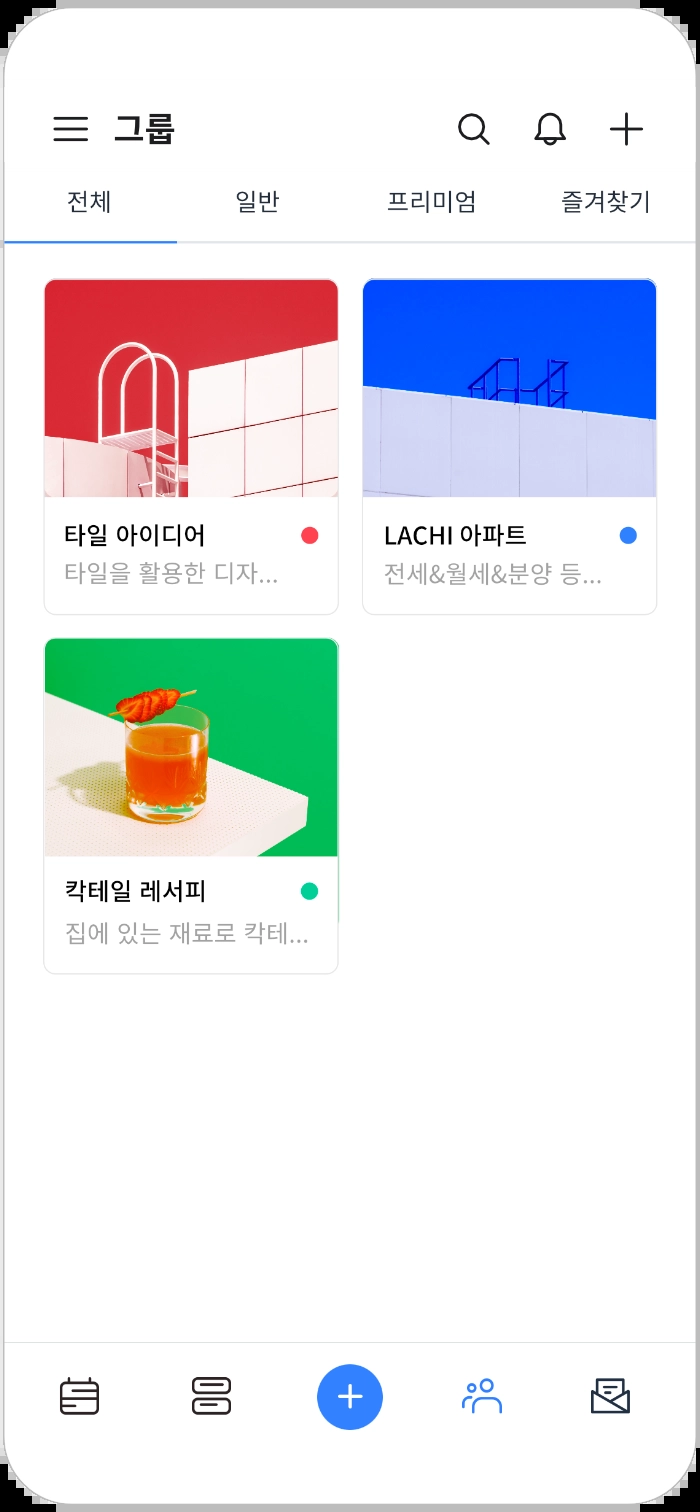 그룹
전체 일반 프리미엄 즐겨찾기
타일 아이디어
타일을 활용한 디자...
LACHI 아파트
전세&월세&분양 등...
칵테일 레서피
집에 있는 재료로 칵테...